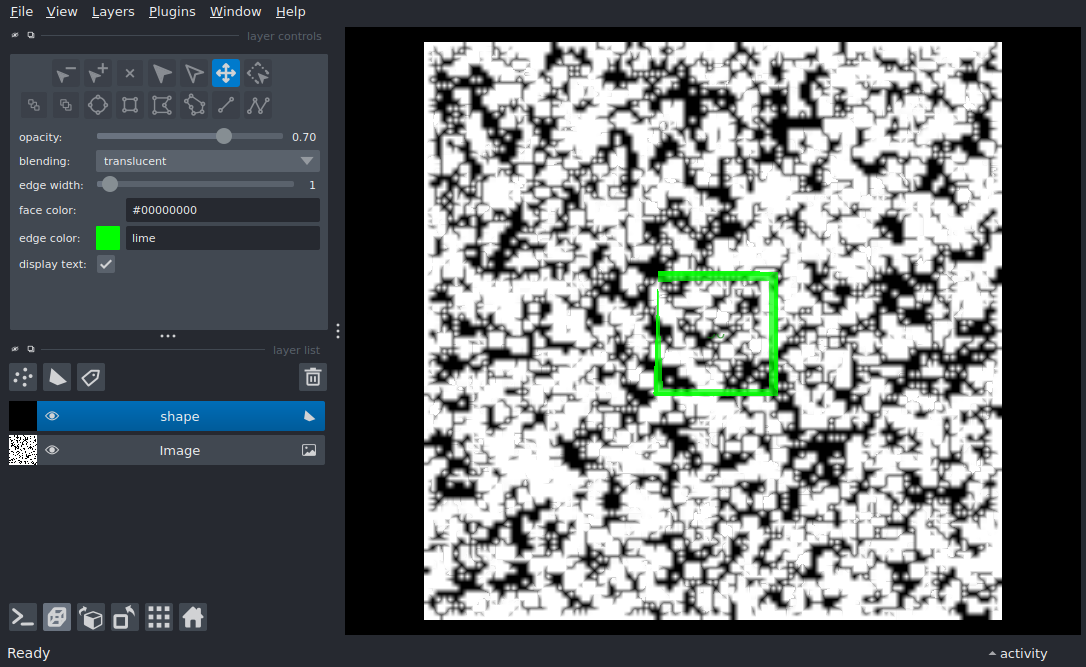 File View Layers Plugins Window Help
layer controls
opacity: 0.70
blending: translucent
edge width: 1
face color: #00000000
edge color: lime
display text:
layer list
shape
Image
Ready
activity